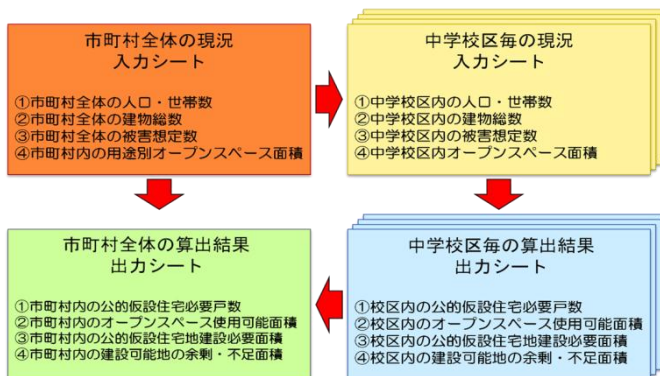 市町村全体の現況
入力シート
①市町村全体の人口・世帯数
②市町村全体の建物総数
③市町村全体の被害想定数
④市町村内の用途別オープンスペース面積
中学校区毎の現況
入力シート
①中学校区内の人口・世帯数
②中学校区内の建物総数
③中学校区内の被害想定数
④中学校区内オープンスペース面積
市町村全体の算出結果
出力シート
①市町村内の公的仮設住宅必要戸数
②市町村内のオープンスペース使用可能面積
③市町村内の公的仮設住宅地建設必要面積
④市町村内の建設可能地の余剰・不足面積
中学校区毎の算出結果
出力シート
①校区内の公的仮設住宅必要戸数
②校区内のオープンスペース使用可能面積
③校区内の公的仮設住宅地建設必要面積
④校区内の建設可能地の余剰・不足面積